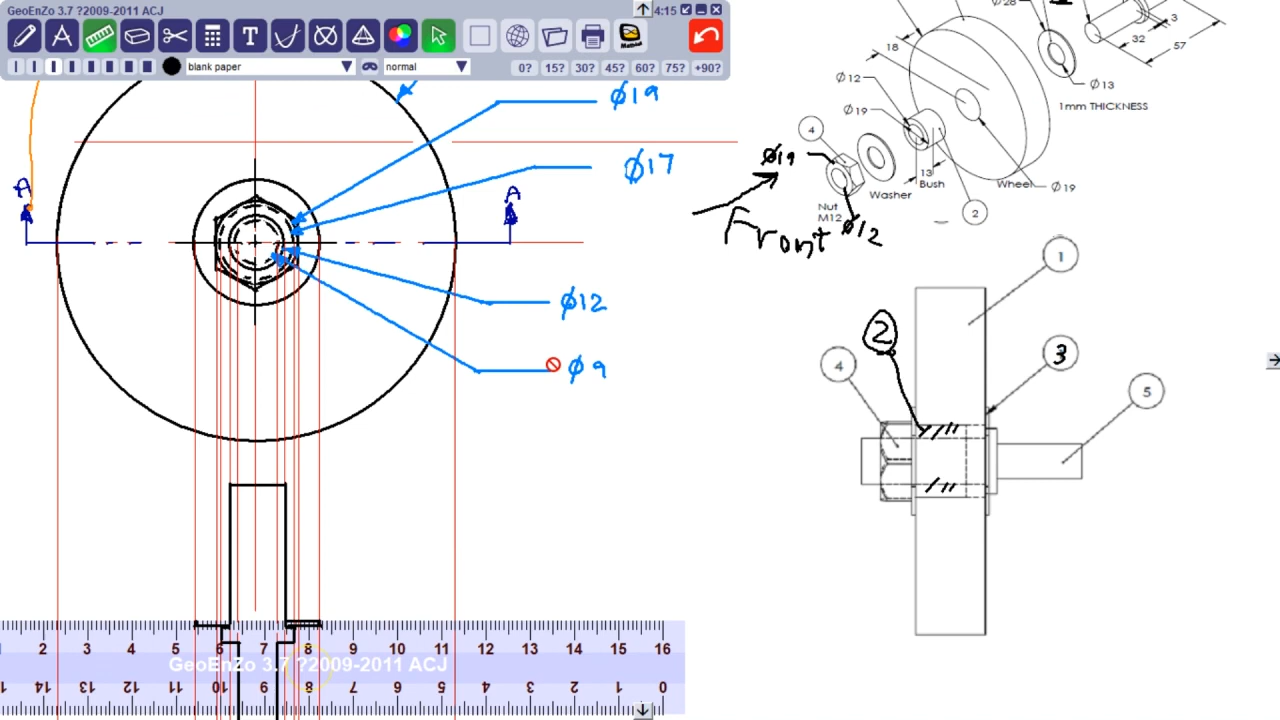 GeoEnZo 3.7 ?2009-2011 ACJ
4:15
T
Mathlet
blank paper
normal
0?
15?
30?
45?
60?
75?
+90?
Ø19
Ø17
Ø12
Ø9
A
A
Ø28
3
32
57
18
Ø12
Ø19
Ø13
1mm THICKNESS
4
Ø19
13
Bush
Washer
Wheel
Ø19
Nut
M12
Ø12
2
Front
1
2
3
4
5
2 3 4 5 6 7 8 9 10 11 12 13 14 15 16
GeoEnZo 3.7 ?2009-2011 ACJ
15 14 13 12 11 10 9 8 7 6 5 4 3 2 1 0